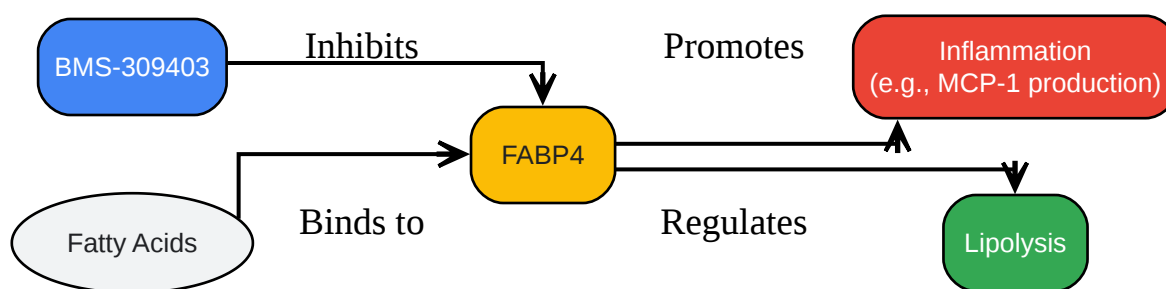 BMS-309403
Inhibits
Promotes
Inflammation
(e.g., MCP-1 production)
FABP4
Fatty Acids
Binds to
Regulates
Lipolysis